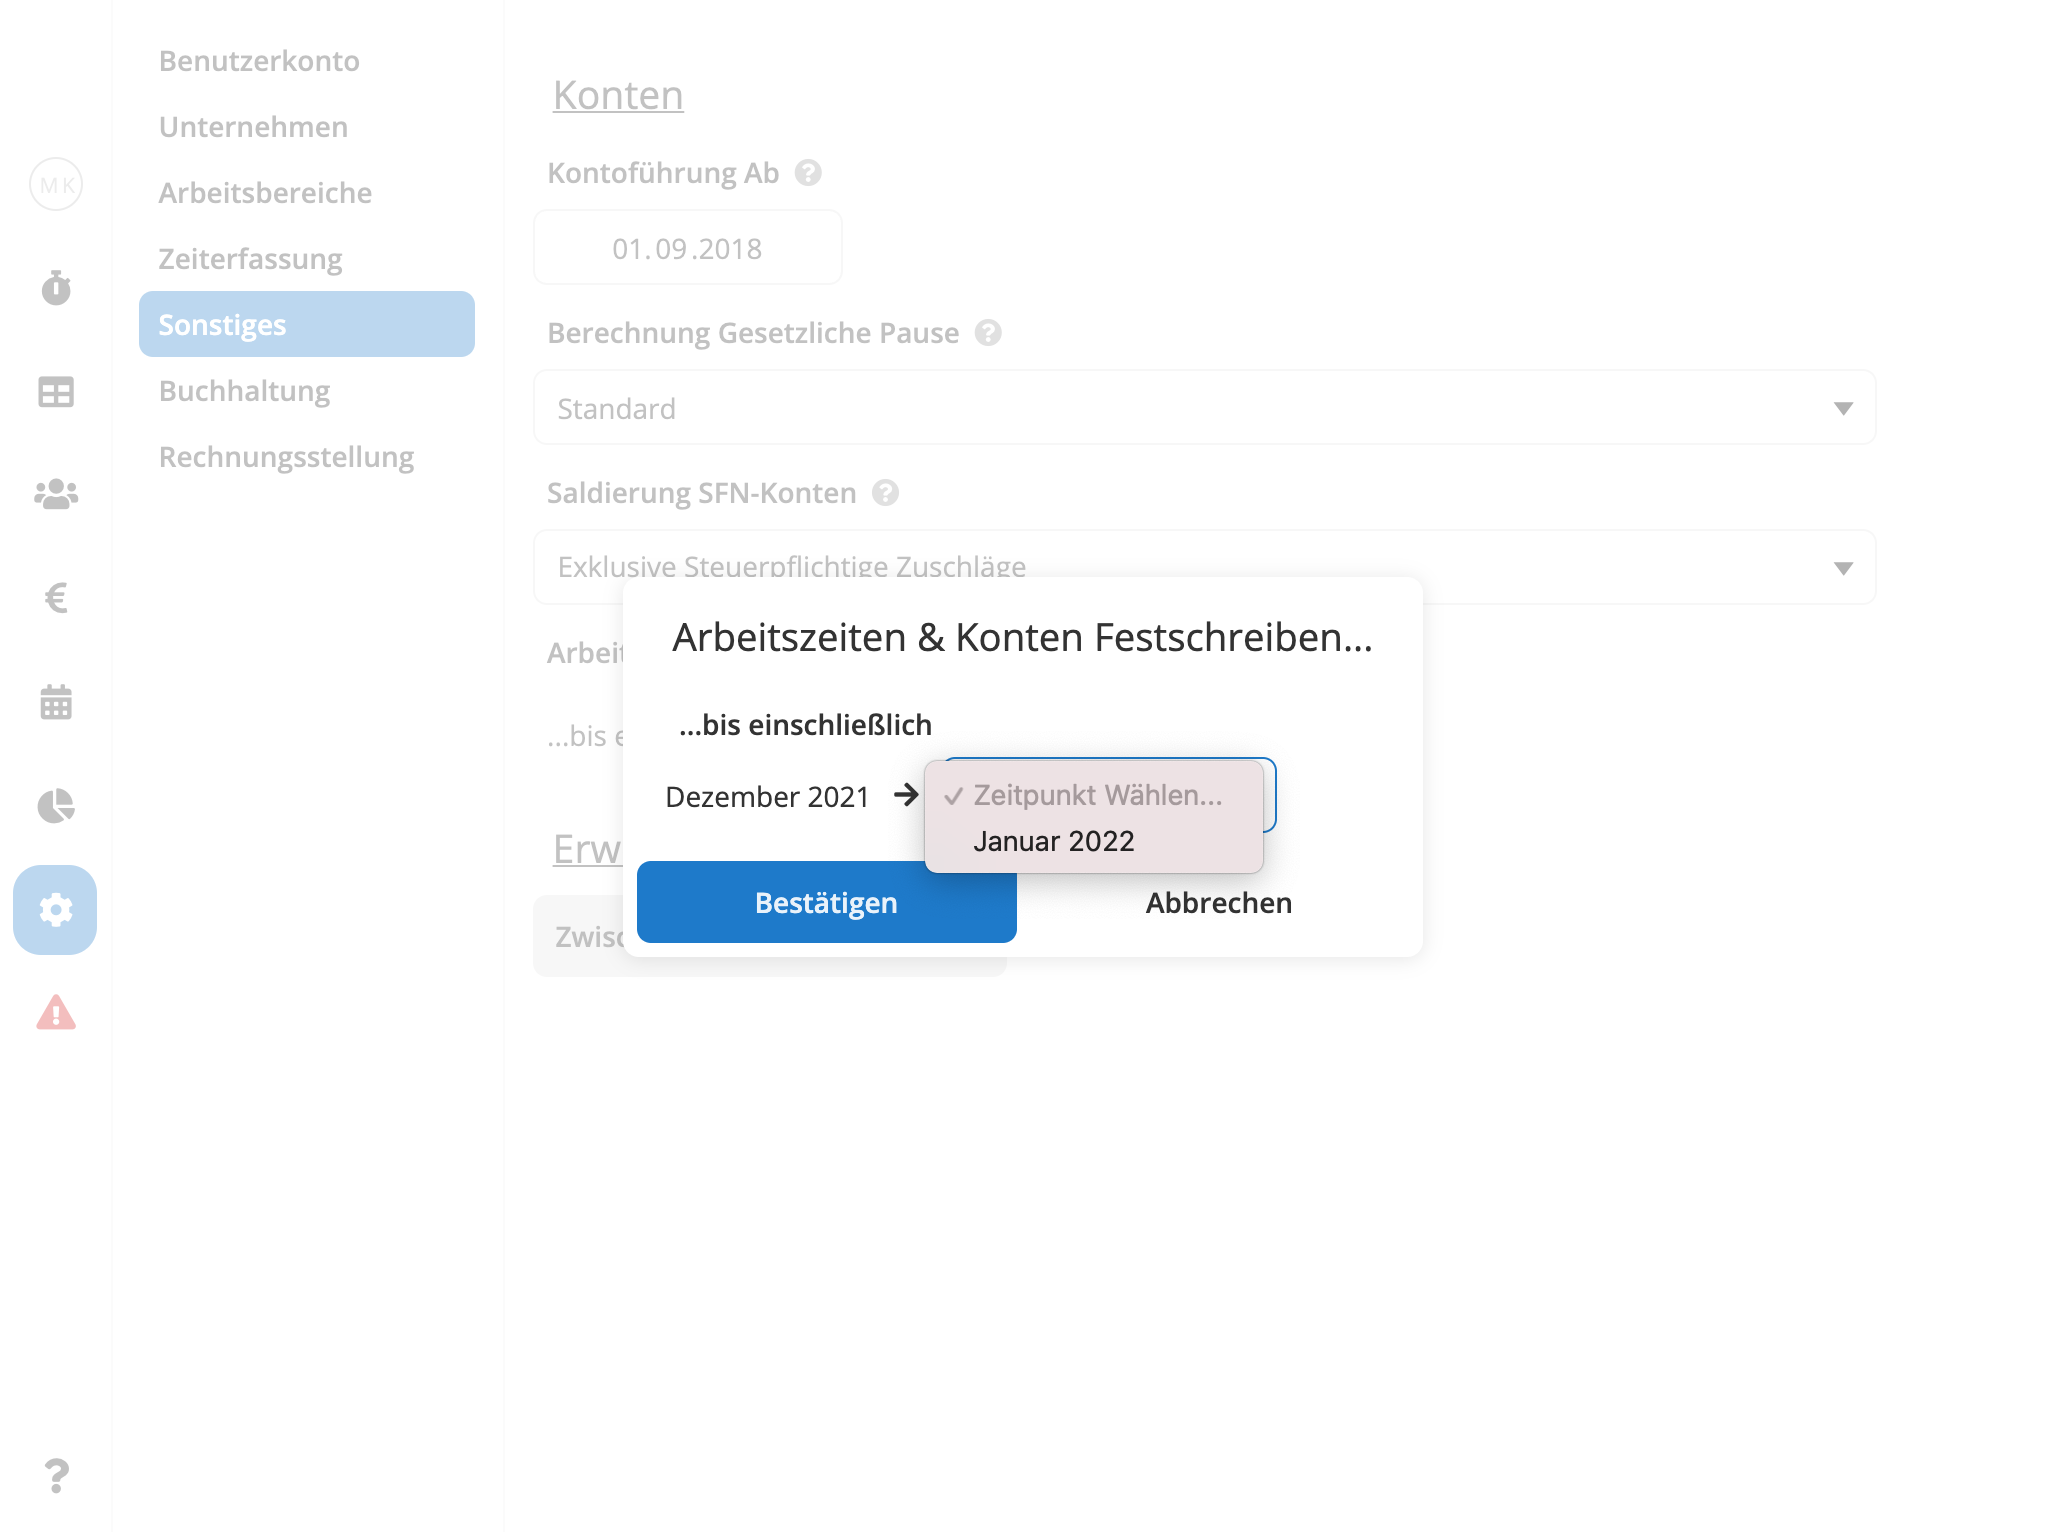 Benutzerkonto
Unternehmen
Arbeitsbereiche
Zeiterfassung
Sonstiges
Buchhaltung
Rechnungsstellung
MK
Konten
Kontoführung Ab
01.09.2018
Berechnung Gesetzliche Pause
Standard
Saldierung SFN-Konten
Exklusive Steuerpflichtige Zuschläge
Arbeit
...bis e
Erw
Zwisc
Arbeitszeiten & Konten Festschreiben...
...bis einschließlich
Dezember 2021 → ✓ Zeitpunkt Wählen...
Januar 2022
Bestätigen
Abbrechen